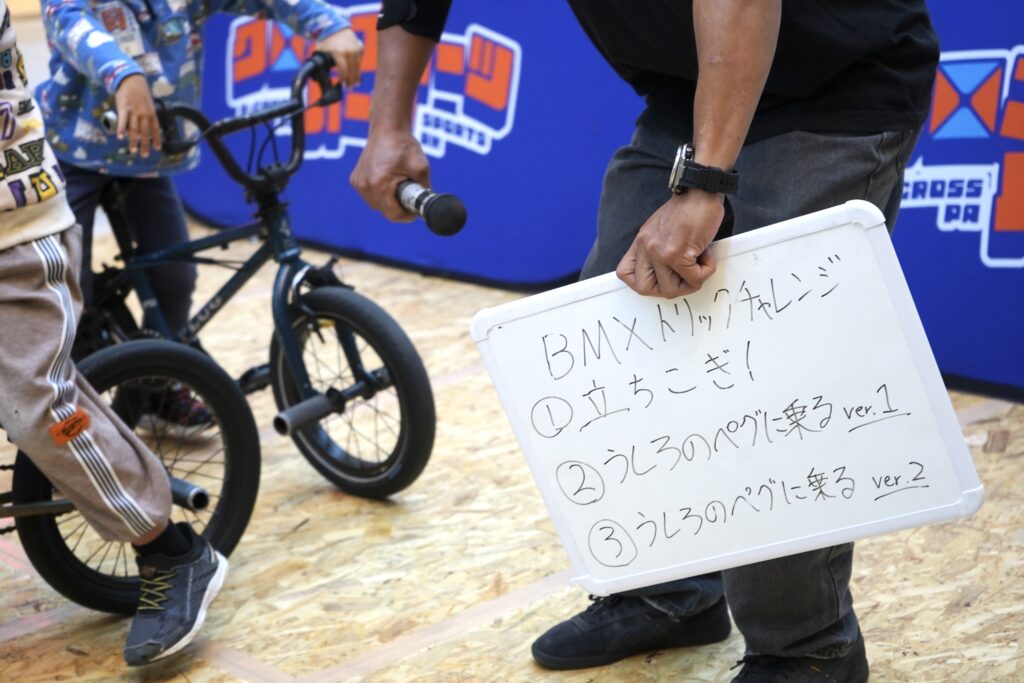 BMXトリックチャレンジ
① 立ちこぎ!
② うしろのペグに乗る ver.1
③ うしろのペグに乗る ver.2
CROSS
PA